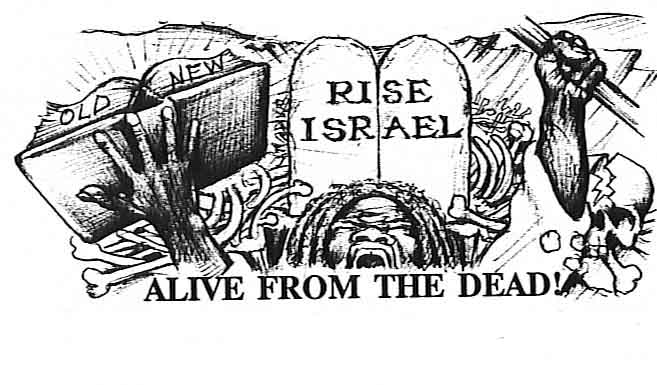 OLD NEW
RISE
ISRAEL
ALIVE FROM THE DEAD!